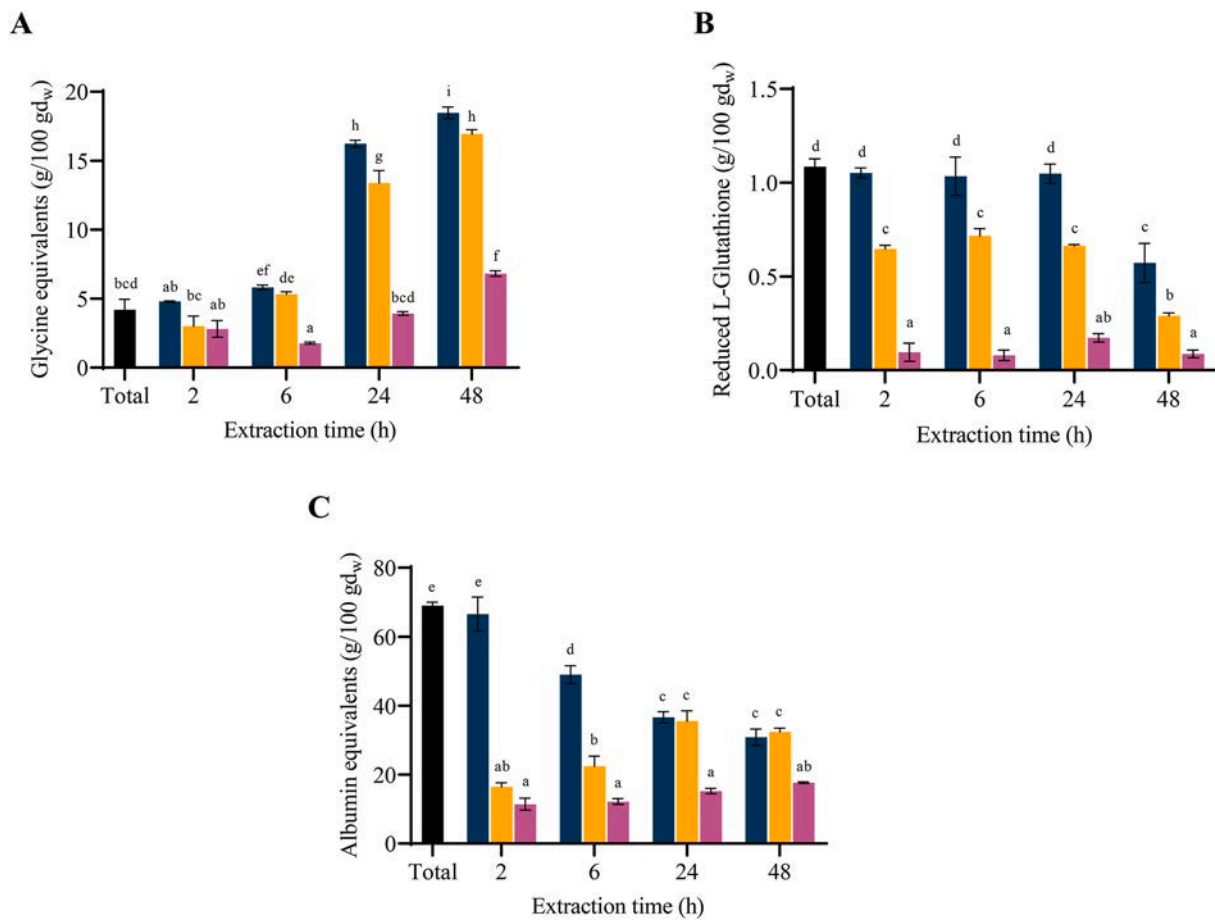 A
Glycine equivalents (g/100 gd_w)
20
15
10
5
0
bcd
ab
bc
ab
ef
de
a
h
g
bcd
i
h
f
Total 2 6 24 48
Extraction time (h)
B
Reduced L-Glutathione (g/100 gd_w)
1.5
1.0
0.5
0.0
d
d
c
a
d
c
a
d
c
ab
c
b
a
Total 2 6 24 48
Extraction time (h)
C
Albumin equivalents (g/100 gd_w)
80
60
40
20
0
e
e
ab
a
d
b
a
c
c
a
c
c
ab
Total 2 6 24 48
Extraction time (h)